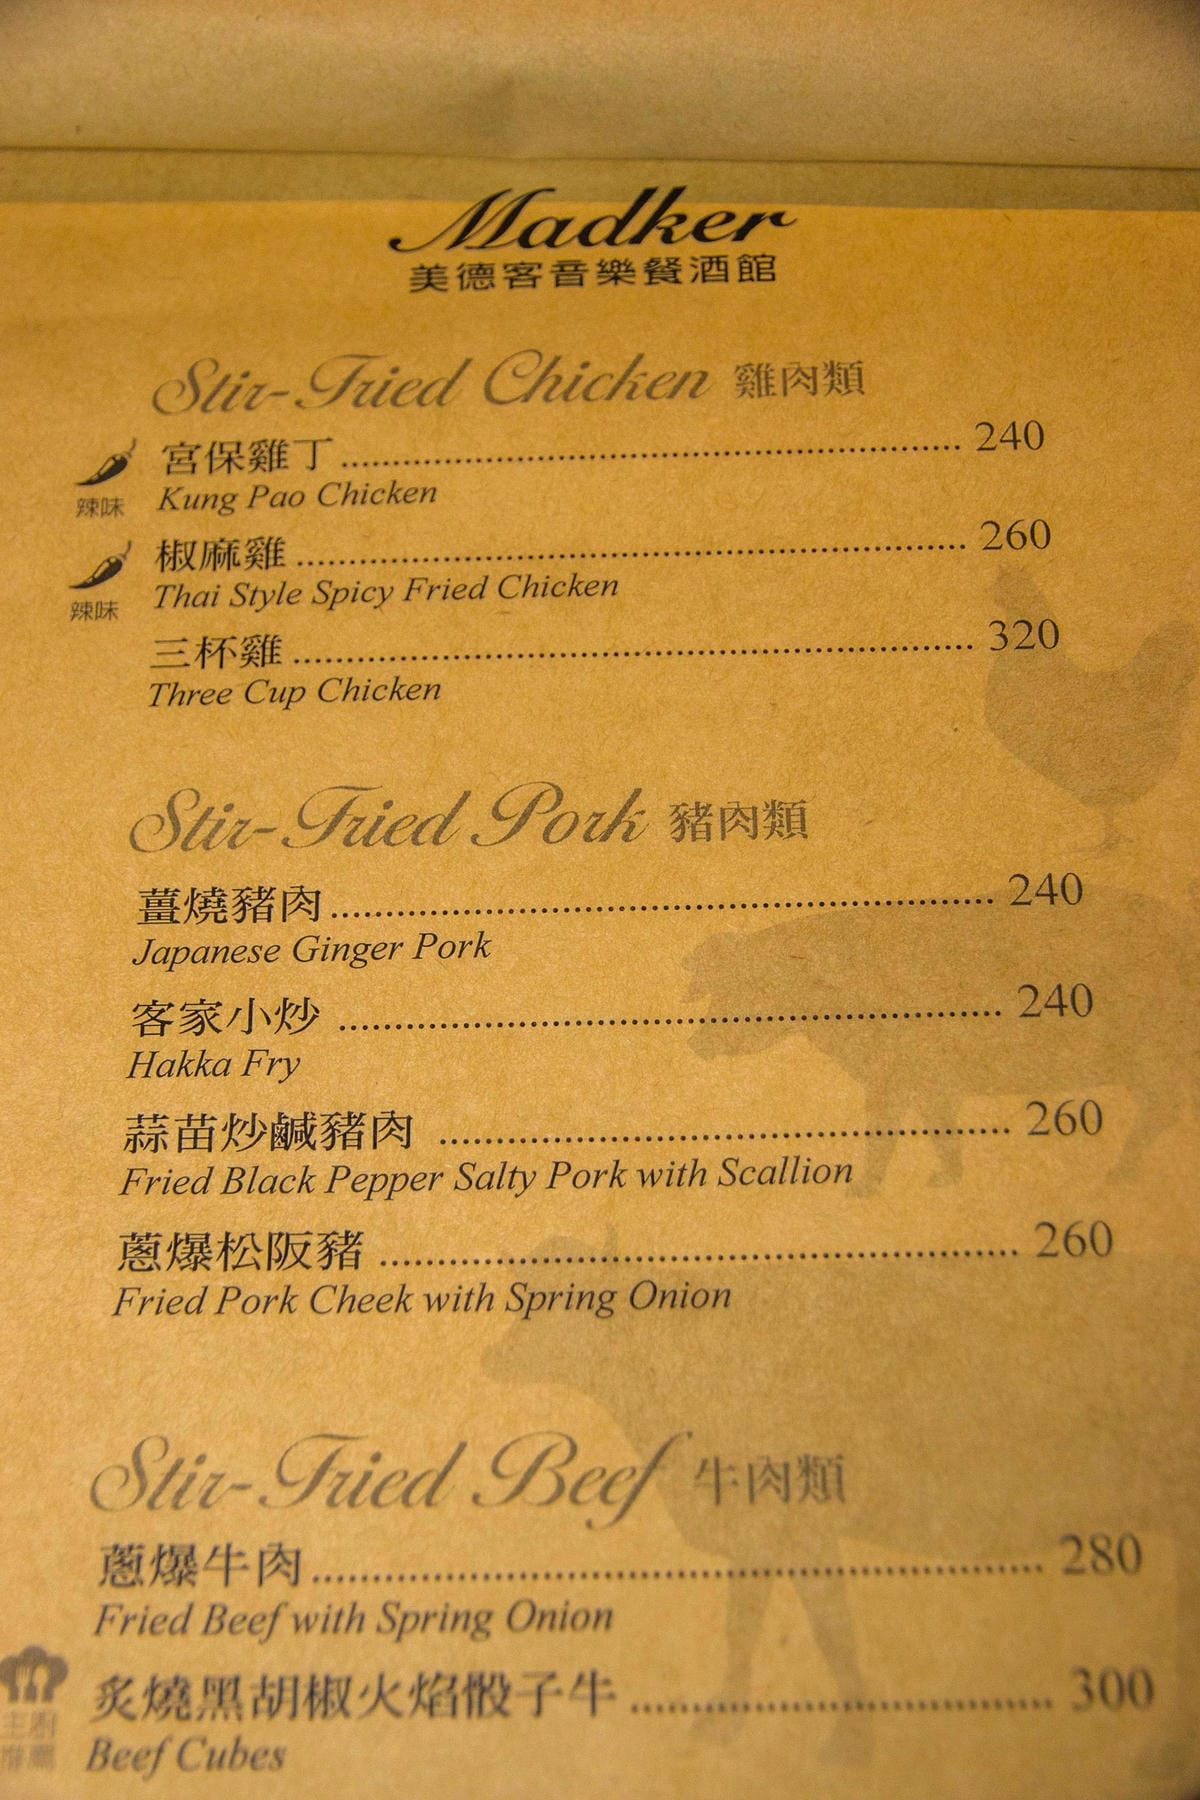 Madker
美德客音樂餐酒館
Stir-Fried Chicken 雞肉類
宮保雞丁 240
辣味
Kung Pao Chicken
椒麻雞 260
辣味
Thai Style Spicy Fried Chicken
三杯雞 320
Three Cup Chicken
Stir-Fried Pork 豬肉類
薑燒豬肉 240
Japanese Ginger Pork
客家小炒 240
Hakka Fry
蒜苗炒鹹豬肉 260
Fried Black Pepper Salty Pork with Scallion
蔥爆松阪豬 260
Fried Pork Cheek with Spring Onion
Stir-Fried Beef 牛肉類
蔥爆牛肉 280
Fried Beef with Spring Onion
炙燒黑胡椒火焰骰子牛 300
主廚
推薦
Beef Cubes